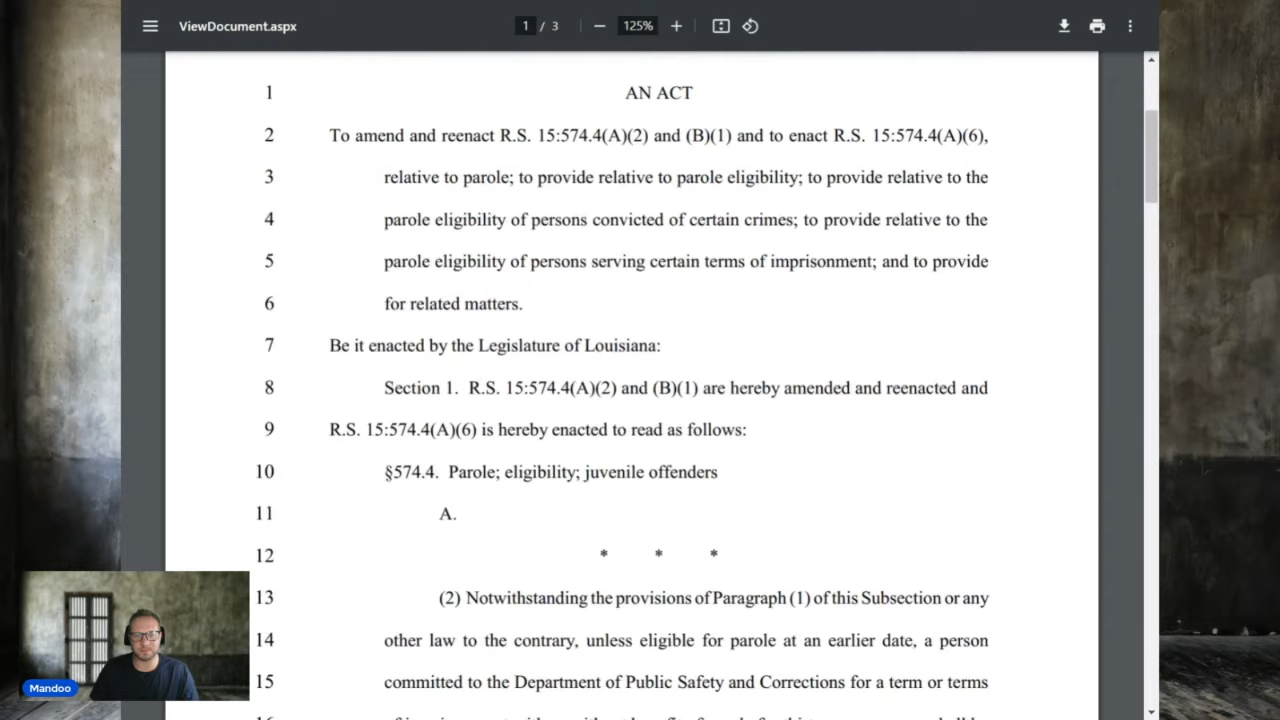 ViewDocument.aspx
1 / 3
125%
1 AN ACT
2 To amend and reenact R.S. 15:574.4(A)(2) and (B)(1) and to enact R.S. 15:574.4(A)(6),
3 relative to parole; to provide relative to parole eligibility; to provide relative to the
4 parole eligibility of persons convicted of certain crimes; to provide relative to the
5 parole eligibility of persons serving certain terms of imprisonment; and to provide
6 for related matters.
7 Be it enacted by the Legislature of Louisiana:
8 Section 1. R.S. 15:574.4(A)(2) and (B)(1) are hereby amended and reenacted and
9 R.S. 15:574.4(A)(6) is hereby enacted to read as follows:
10 §574.4. Parole; eligibility; juvenile offenders
11 A.
12 * * *
13 (2) Notwithstanding the provisions of Paragraph (1) of this Subsection or any
14 other law to the contrary, unless eligible for parole at an earlier date, a person
15 committed to the Department of Public Safety and Corrections for a term or terms
Mandoo